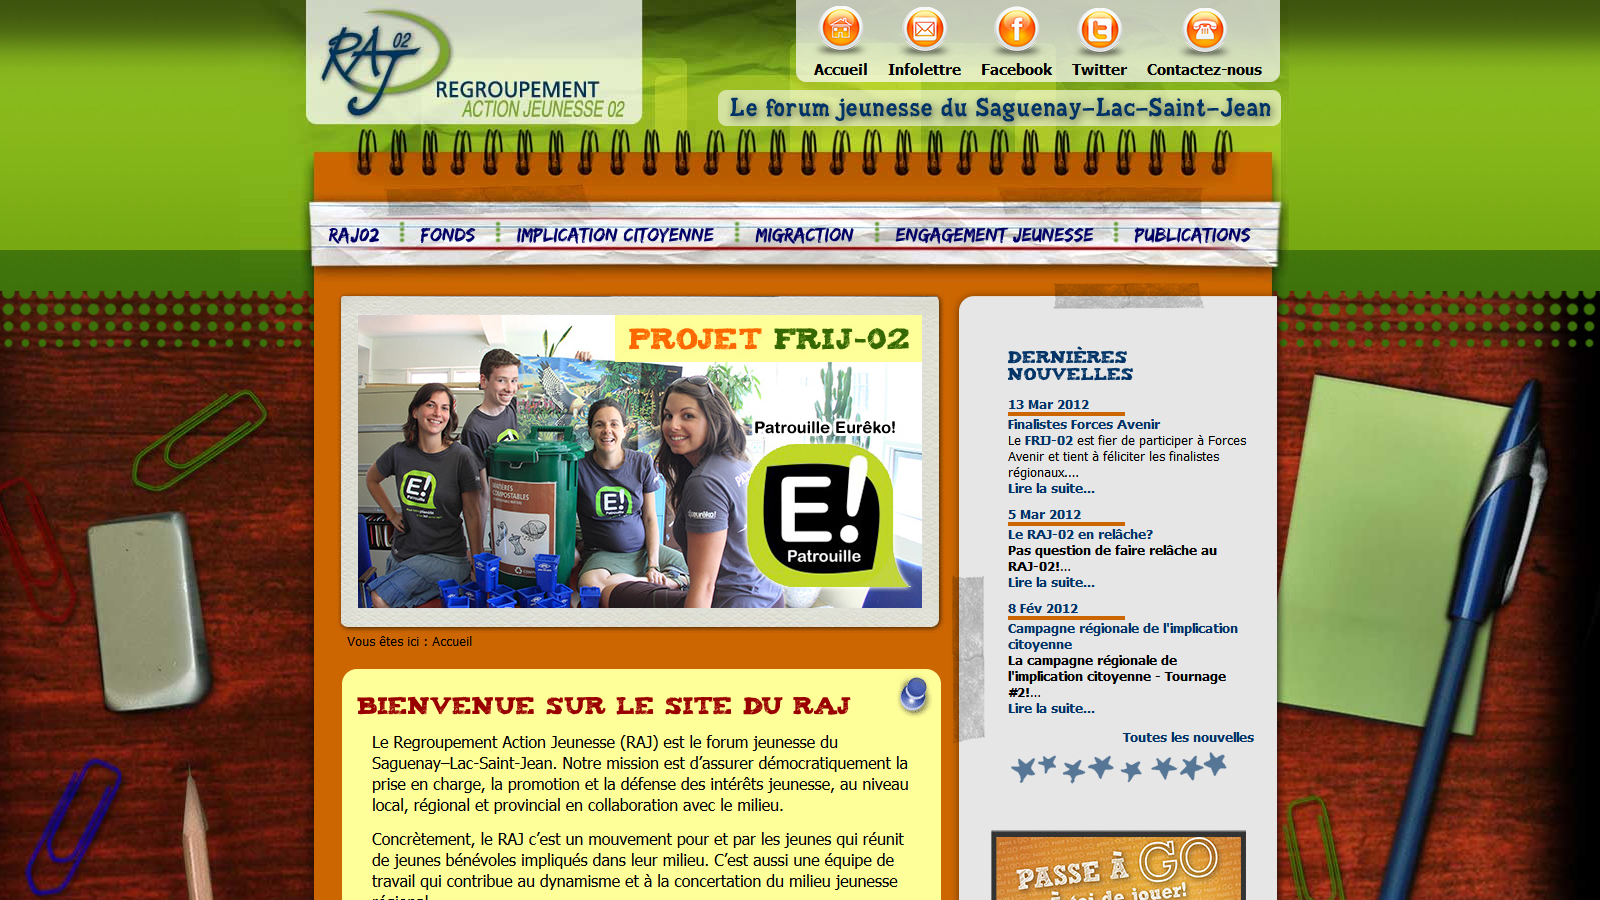 RAJ 02
REGROUPEMENT
ACTION JEUNESSE 02
Accueil
Infolettre
Facebook
Twitter
Contactez-nous
Le forum jeunesse du Saguenay-Lac-Saint-Jean
RAJ02
FONDS
IMPLICATION CITOYENNE
MIGRACTION
ENGAGEMENT JEUNESSE
PUBLICATIONS
PROJET FRIJ-02
Patrouille Eurêko!
E!
Patrouille
Vous êtes ici : Accueil
BIENVENUE SUR LE SITE DU RAJ
Le Regroupement Action Jeunesse (RAJ) est le forum jeunesse du
Saguenay–Lac-Saint-Jean. Notre mission est d’assurer démocratiquement la
prise en charge, la promotion et la défense des intérêts jeunesse, au niveau
local, régional et provincial en collaboration avec le milieu.
Concrètement, le RAJ c’est un mouvement pour et par les jeunes qui réunit
de jeunes bénévoles impliqués dans leur milieu. C’est aussi une équipe de
travail qui contribue au dynamisme et à la concertation du milieu jeunesse
DERNIÈRES
NOUVELLES
13 Mar 2012
Finalistes Forces Avenir
Le FRIJ-02 est fier de participer à Forces
Avenir et tient à féliciter les finalistes
régionaux....
Lire la suite...
5 Mar 2012
Le RAJ-02 en relâche?
Pas question de faire relâche au
RAJ-02!...
Lire la suite...
8 Fév 2012
Campagne régionale de l'implication
citoyenne
La campagne régionale de
l'implication citoyenne - Tournage
#2!...
Lire la suite...
Toutes les nouvelles
PASSE À GO
À toi de jouer!